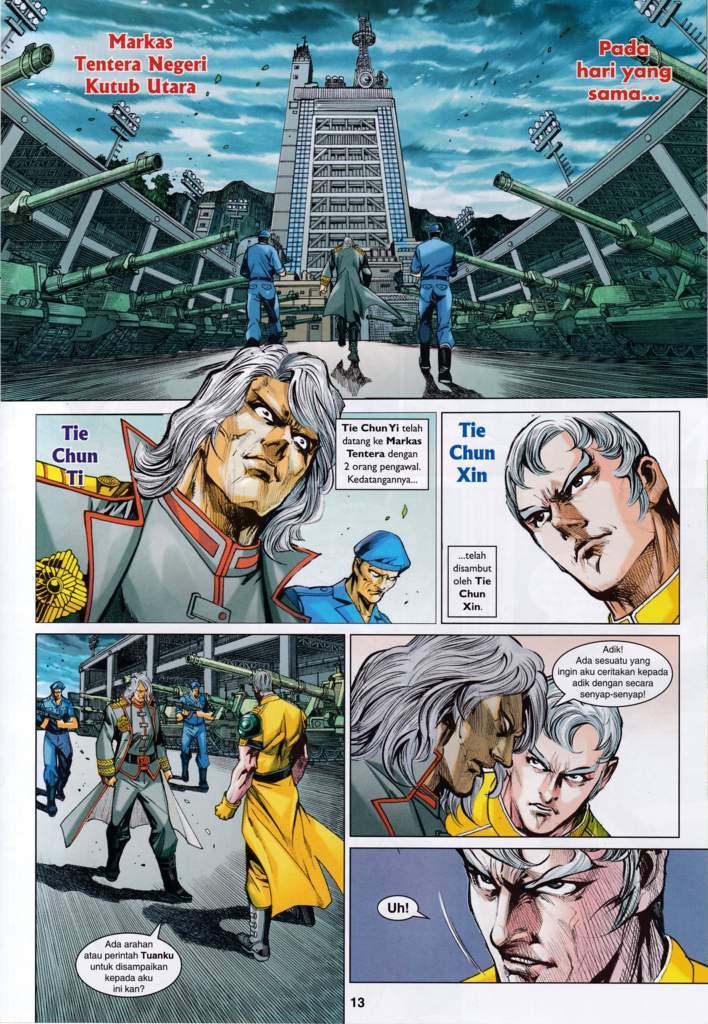 Markas
Tentera Negeri
Kutub Utara
Pada
hari yang
sama...
Tie
Chun
Ti
Tie Chun Yi telah
datang ke Markas
Tentera dengan
2 orang pengawal.
Kedatangannya...
Tie
Chun
Xin
...telah
disambut
oleh Tie
Chun
Xin.
Ada arahan
atau perintah Tuanku
untuk disampaikan
kepada aku
ini kan?
Adik!
Ada sesuatu yang
ingin aku ceritakan kepada
adik dengan secara
senyap-senyap!
Uh!
13